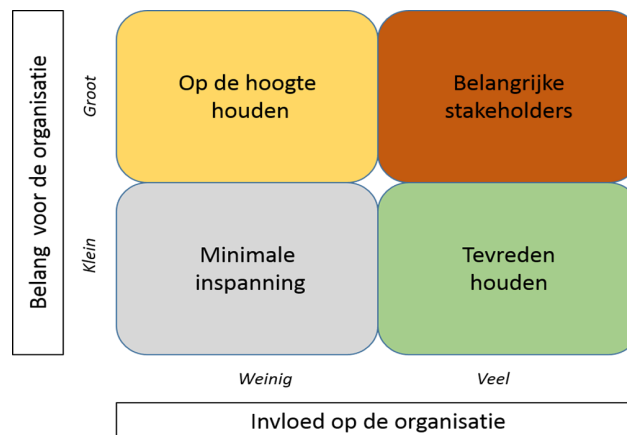 Belang voor de organisatie
Groot
Op de hoogte
houden
Belangrijke
stakeholders
Klein
Minimale
inspanning
Tevreden
houden
Weinig
Veel
Invloed op de organisatie